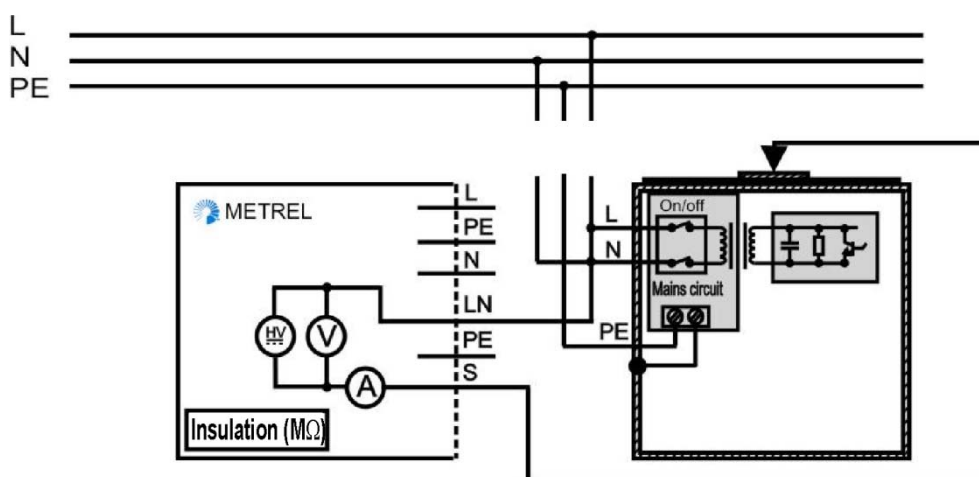 L
N
PE
METREL
L
PE
N
LN
PE
S
HV
V
A
Insulation (MΩ)
L
N
PE
On/off
Mains circuit